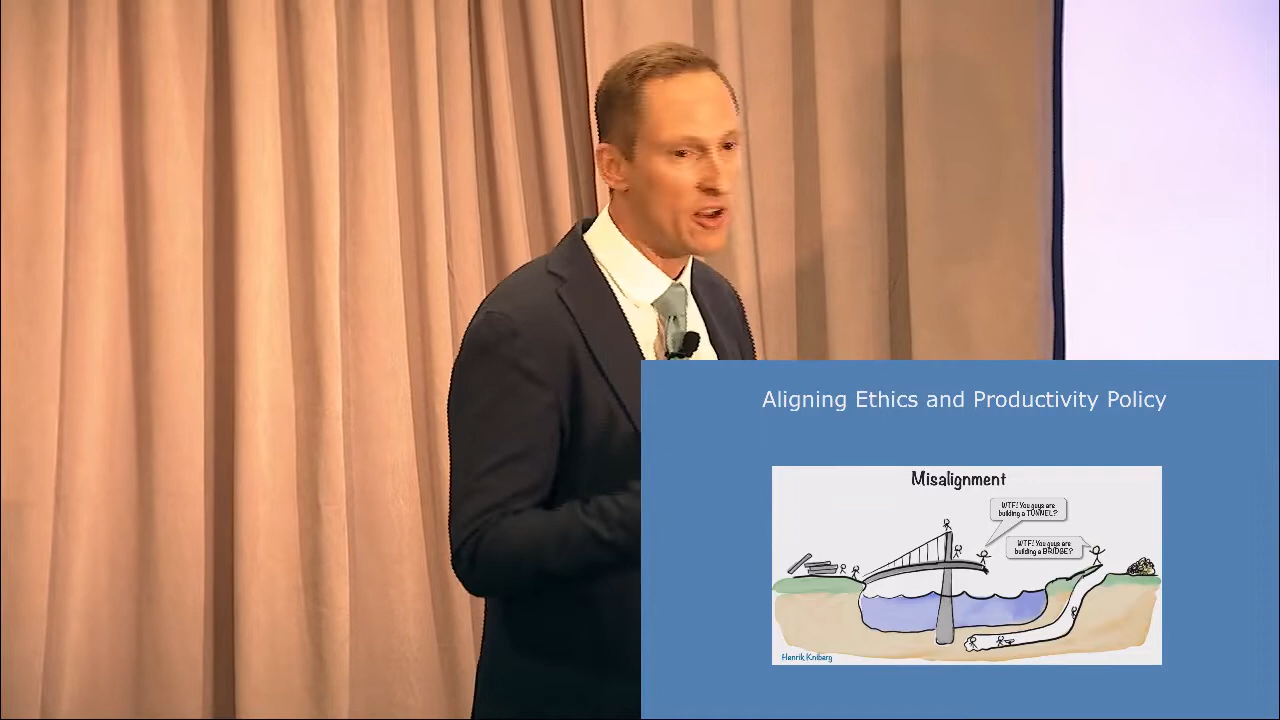 Aligning Ethics and Productivity Policy
Misalignment
WTF! You guys are
building a TUNNEL?
WTF! You guys are
building a BRIDGE?
Henrik Kniberg